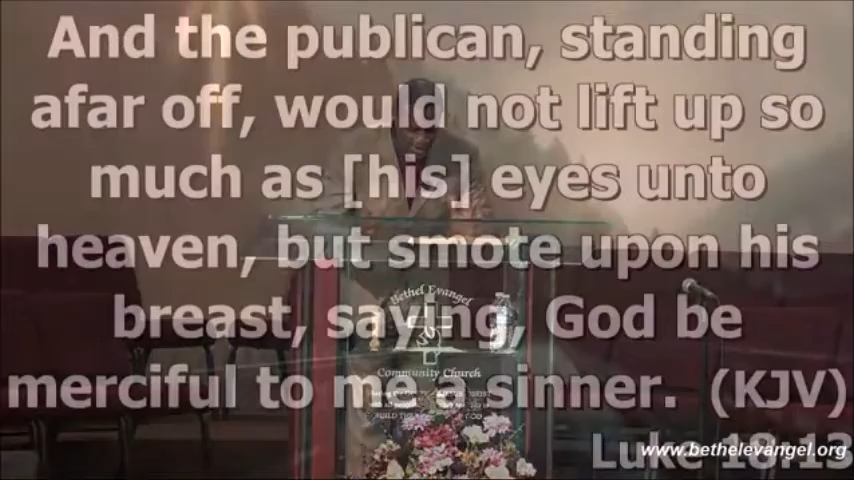 And the publican, standing
afar off, would not lift up so
much as [his] eyes unto
heaven, but smote upon his
breast, saying, God be
merciful to me a sinner. (KJV)
Luke 18:13
www.bethelevangel.org
Bethel Evangel
Community Church